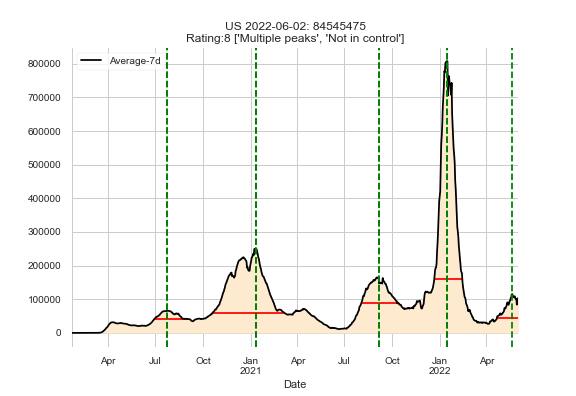 US 2022-06-02: 84545475
Rating:8 ['Multiple peaks', 'Not in control']
Average-7d
800000
700000
600000
500000
400000
300000
200000
100000
0
Apr Jul Oct Jan Apr Jul Oct Jan Apr
2021 2022
Date